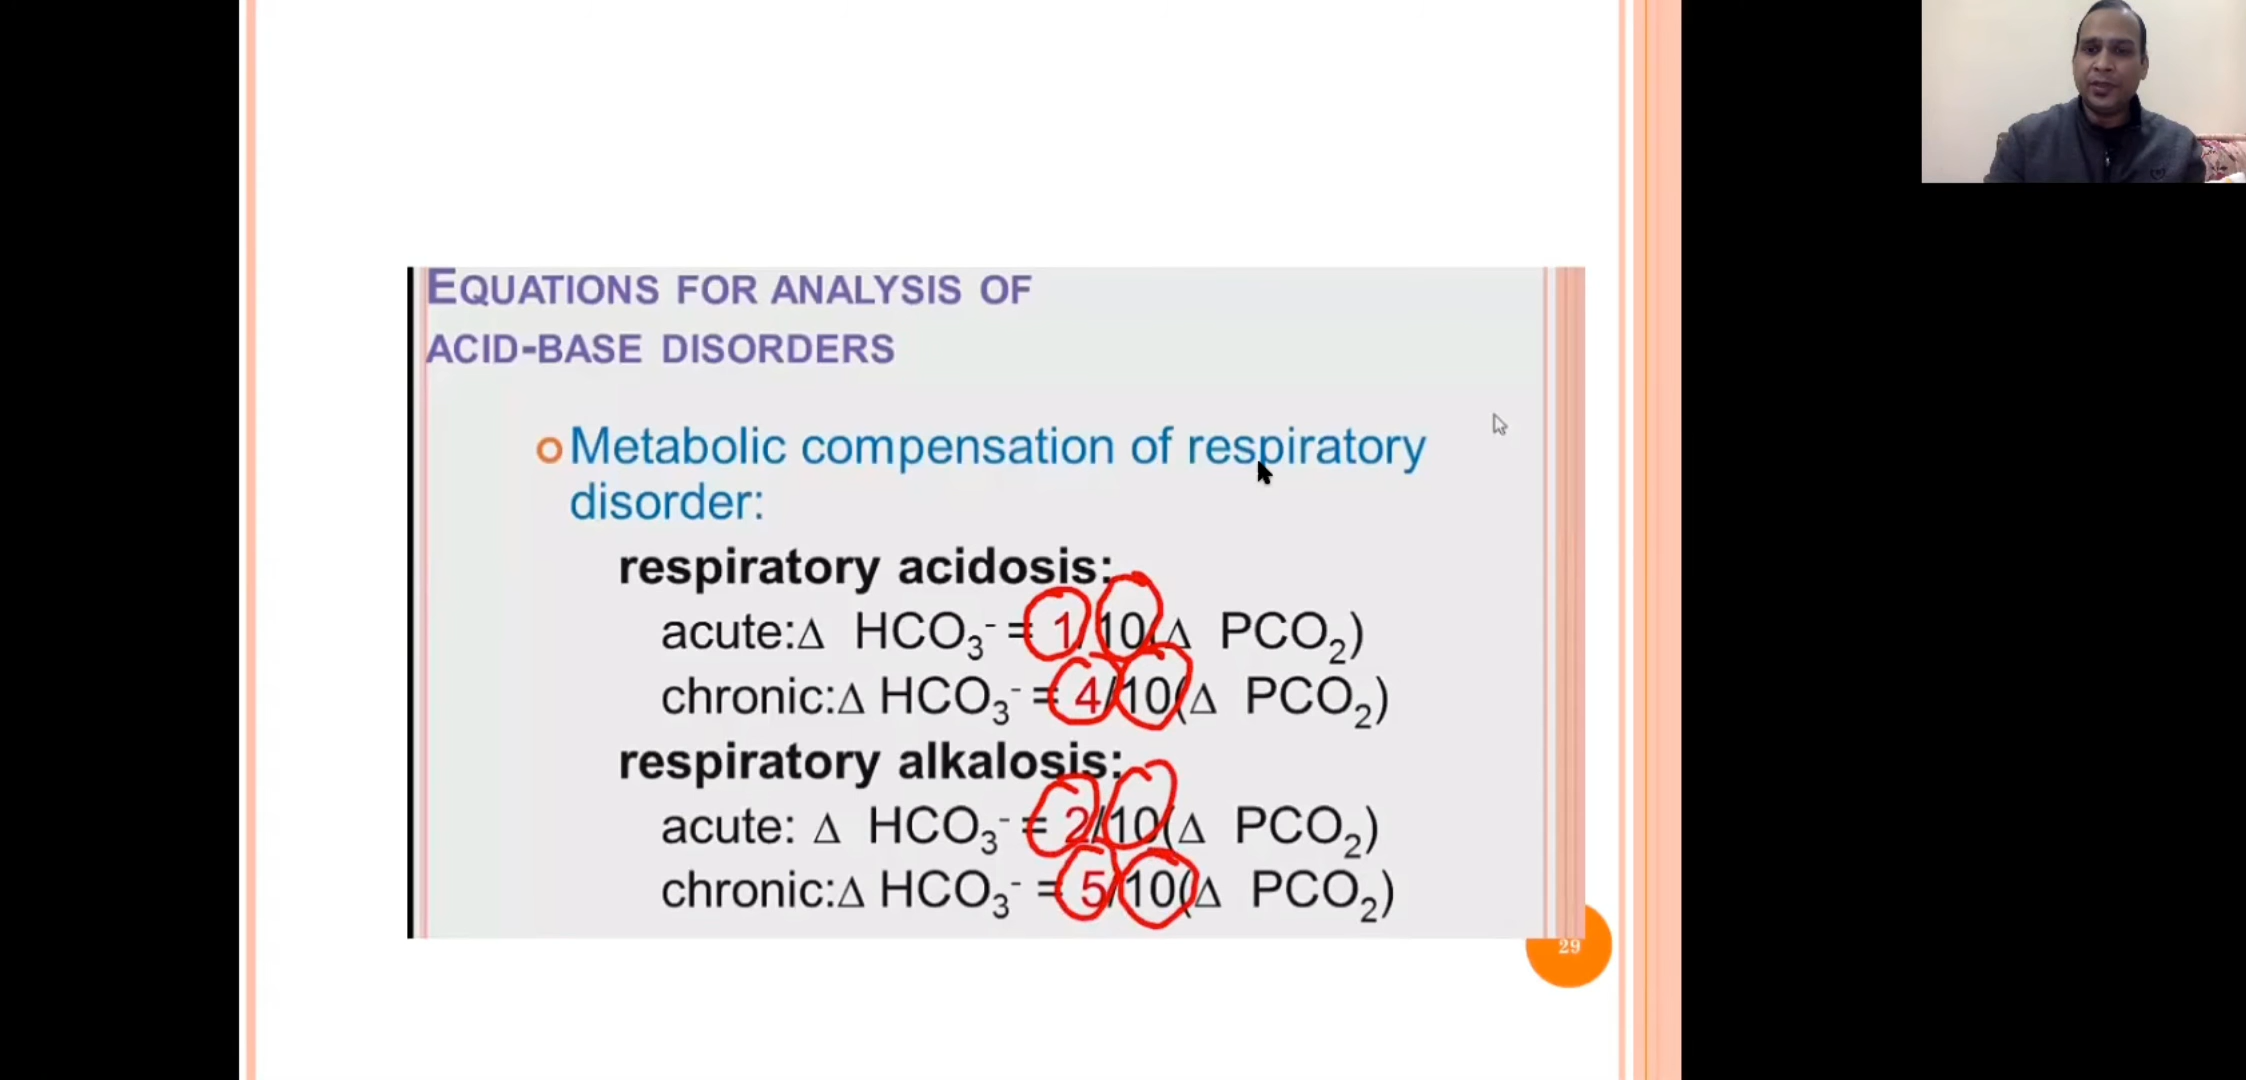 EQUATIONS FOR ANALYSIS OF
ACID-BASE DISORDERS
Metabolic compensation of respiratory
disorder:
respiratory acidosis:
acute:Δ HCO₃⁻ = 1/10(Δ PCO₂)
chronic:Δ HCO₃⁻ = 4/10(Δ PCO₂)
respiratory alkalosis:
acute: Δ HCO₃⁻ = 2/10(Δ PCO₂)
chronic:Δ HCO₃⁻ = 5/10(Δ PCO₂)
29